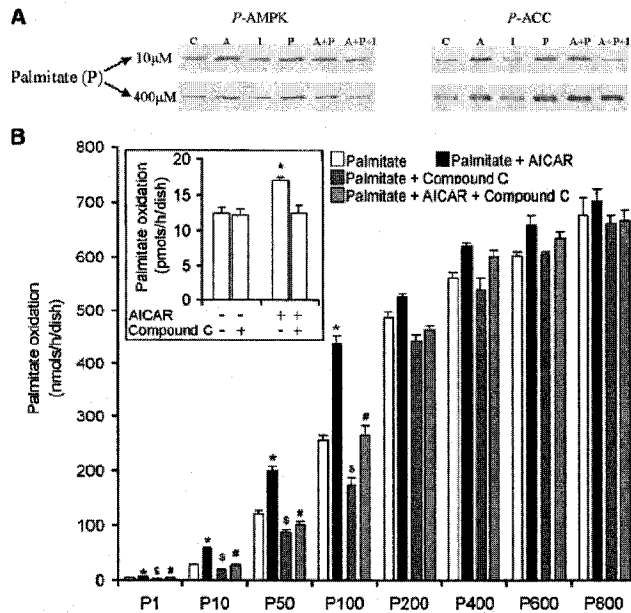 A
P-AMPK
P-ACC
C A I P A+P A+P+I
C A I P A+P A+P+I
Palmitate (P)
10μM
400μM
B
Palmitate oxidation
(nmols/h/dish)
800
700
600
500
400
300
200
100
0
Palmitate oxidation
(pmols/h/dish)
20
15
10
5
0
*
=
AICAR - - + +
Compound C - + - +
Palmitate
Palmitate + AICAR
Palmitate + Compound C
Palmitate + AICAR + Compound C
* $ #
* $ #
* $ #
* $ #
P1 P10 P50 P100 P200 P400 P600 P800